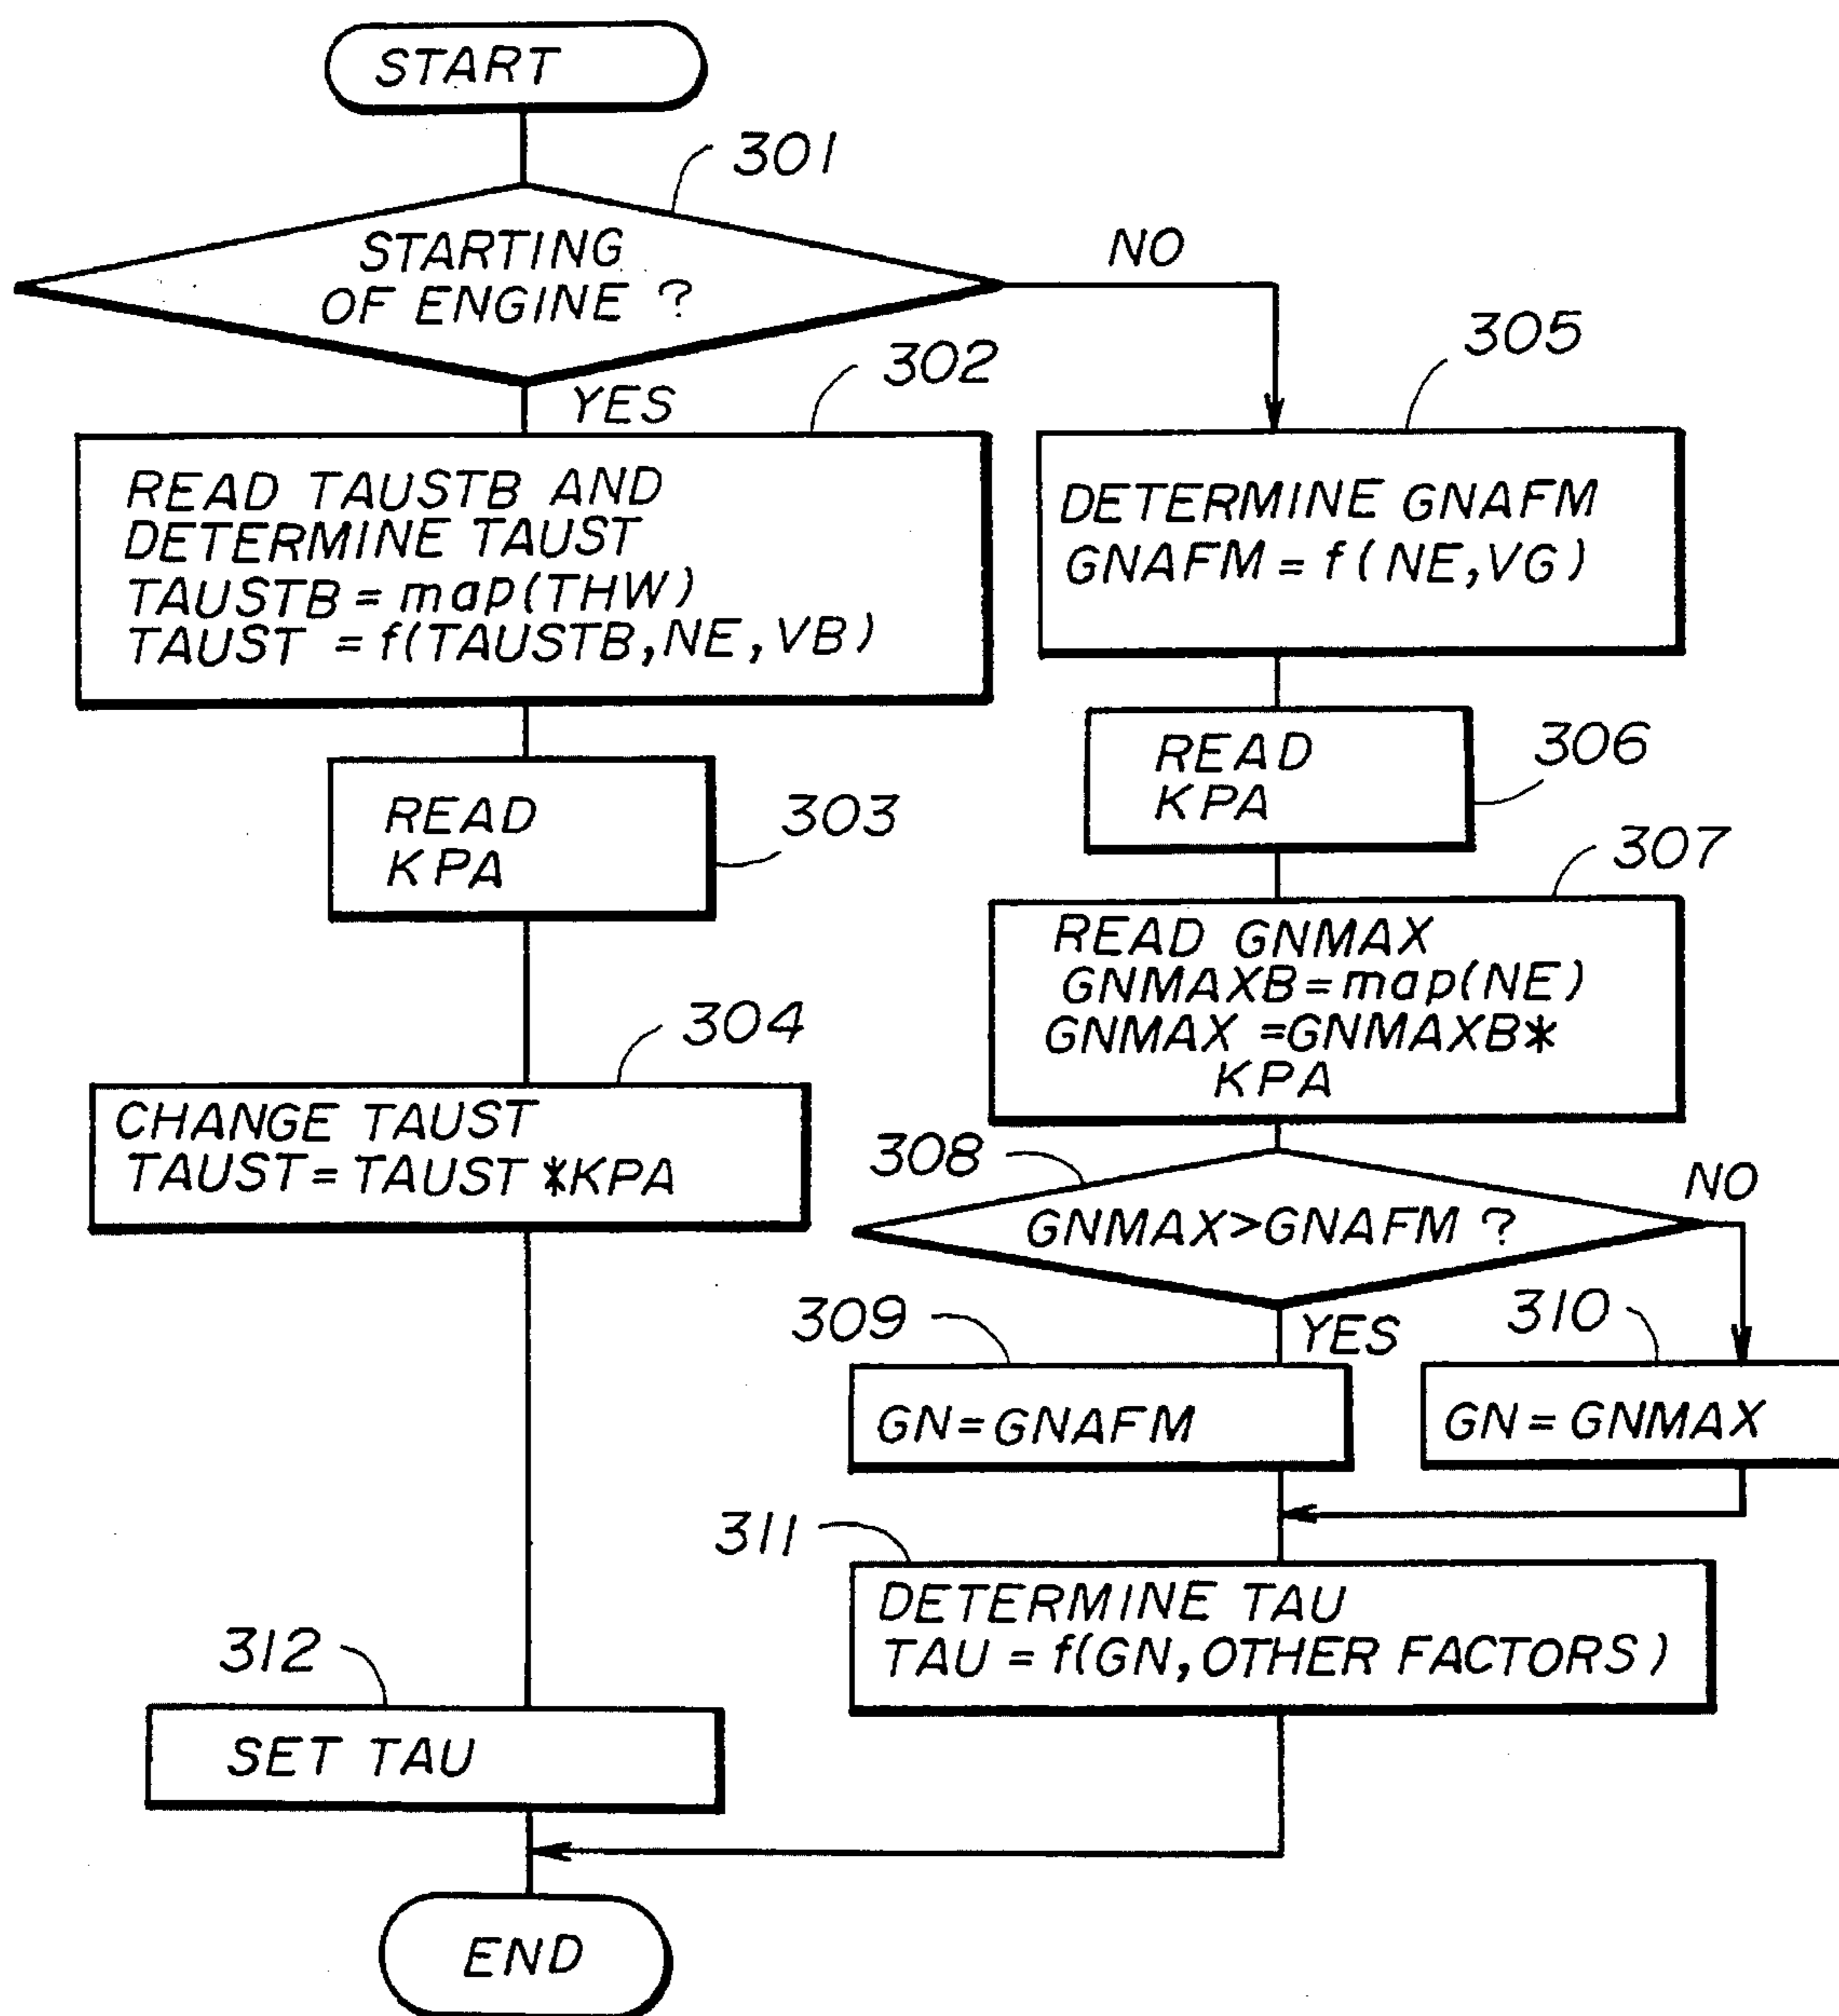 START
301
STARTING
OF ENGINE ?
NO
YES
302
READ TAUSTB AND
DETERMINE TAUST
TAUSTB = map(THW)
TAUST = f(TAUSTB,NE,VB)
303
READ
KPA
304
CHANGE TAUST
TAUST = TAUST *KPA
305
DETERMINE GNAFM
GNAFM = f(NE,VG)
306
READ
KPA
307
READ GNMAX
GNMAXB = map(NE)
GNMAX =GNMAXB*
KPA
308
GNMAX>GNAFM ?
NO
YES
309
GN=GNAFM
310
GN=GNMAX
311
DETERMINE TAU
TAU = f(GN,OTHER FACTORS)
312
SET TAU
END